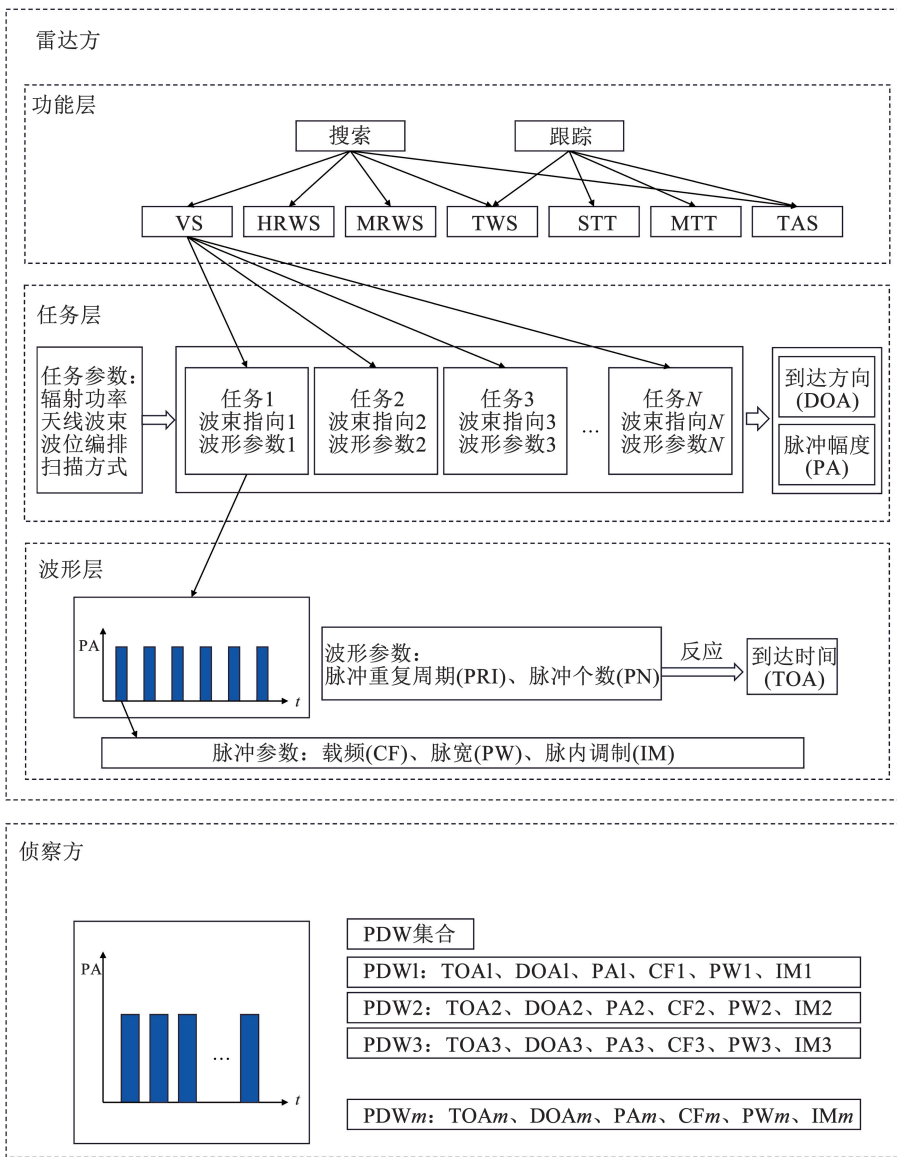 雷达方
功能层
搜索
跟踪
VS
HRWS
MRWS
TWS
STT
MTT
TAS
任务层
任务参数：
辐射功率
天线波束
波位编排
扫描方式
任务1
波束指向1
波形参数1
任务2
波束指向2
波形参数2
任务3
波束指向3
波形参数3
…
任务N
波束指向N
波形参数N
到达方向
(DOA)
脉冲幅度
(PA)
波形层
PA
t
波形参数：
脉冲重复周期(PRI)、脉冲个数(PN)
反应
到达时间
(TOA)
脉冲参数：载频(CF)、脉宽(PW)、脉内调制(IM)
侦察方
PA
…
t
PDW集合
PDWl：TOAl、DOAl、PAl、CF1、PW1、IM1
PDW2：TOA2、DOA2、PA2、CF2、PW2、IM2
PDW3：TOA3、DOA3、PA3、CF3、PW3、IM3
PDWm：TOAm、DOAm、PAm、CFm、PWm、IMm